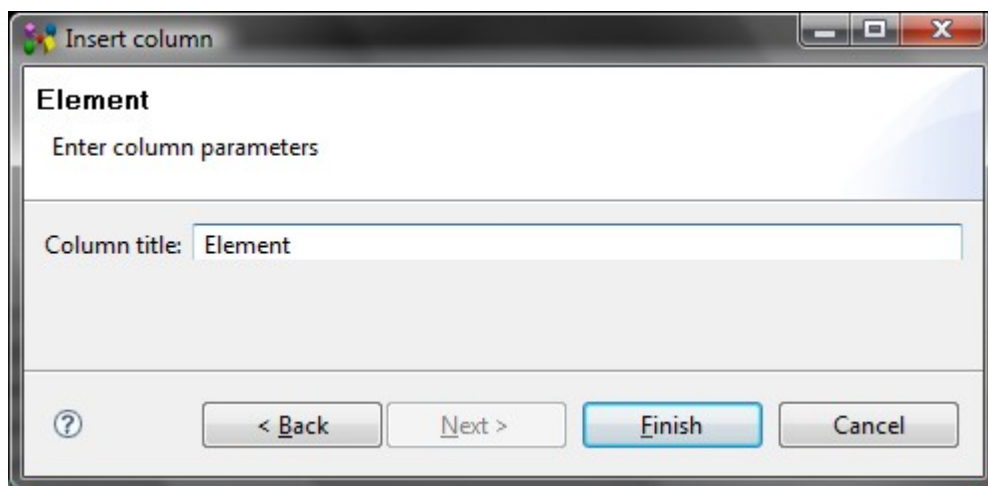 Insert column
Element
Enter column parameters
Column title: Element
< Back Next > Finish Cancel